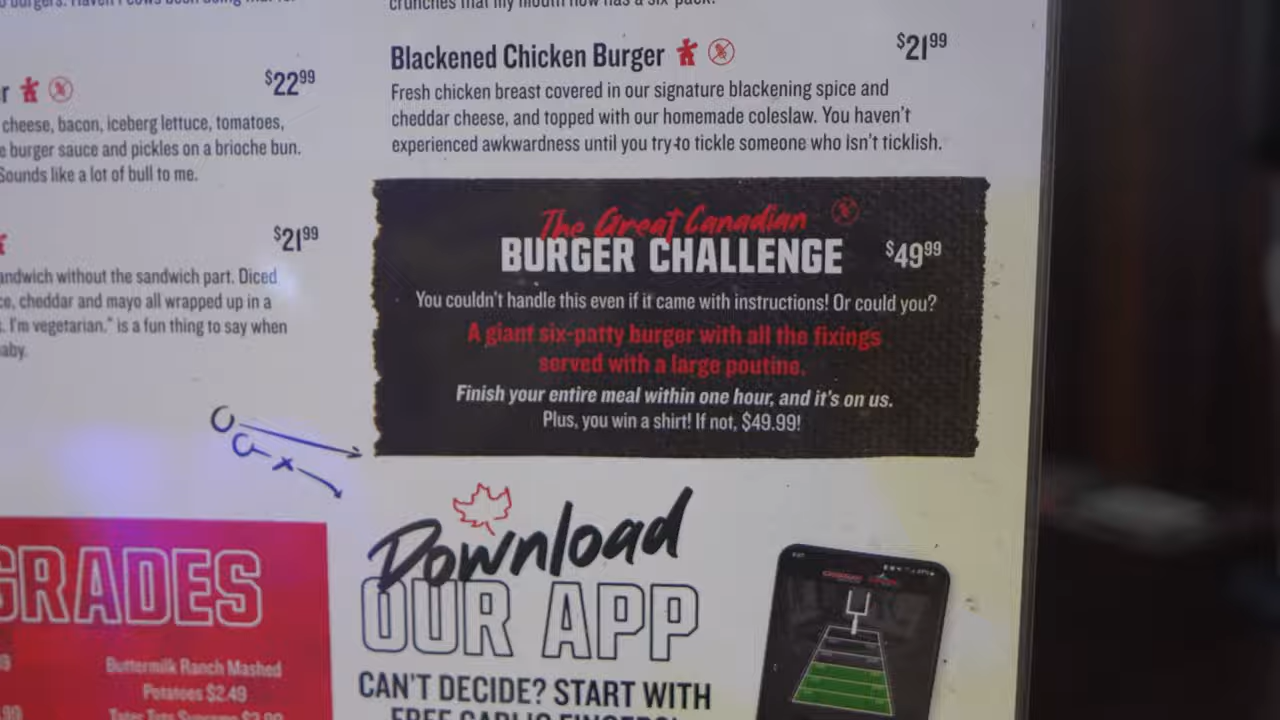 crunches that my mouth now has a six-pack.
Blackened Chicken Burger $21.99
Fresh chicken breast covered in our signature blackening spice and
cheddar cheese, and topped with our homemade coleslaw. You haven't
experienced awkwardness until you try to tickle someone who isn't ticklish.
r $22.99
cheese, bacon, iceberg lettuce, tomatoes,
burger sauce and pickles on a brioche bun.
Sounds like a lot of bull to me.
$21.99
andwich without the sandwich part. Diced
cheddar and mayo all wrapped up in a
I'm vegetarian." is a fun thing to say when
aby.
The Great Canadian
BURGER CHALLENGE $49.99
You couldn't handle this even if it came with instructions! Or could you?
A giant six-patty burger with all the fixings
served with a large poutine.
Finish your entire meal within one hour, and it's on us.
Plus, you win a shirt! If not, $49.99!
GRADES
Buttermilk Ranch Mashed
Potatoes $2.49
Download
OUR APP
CAN'T DECIDE? START WITH
FREE GARLIC FINGERS!